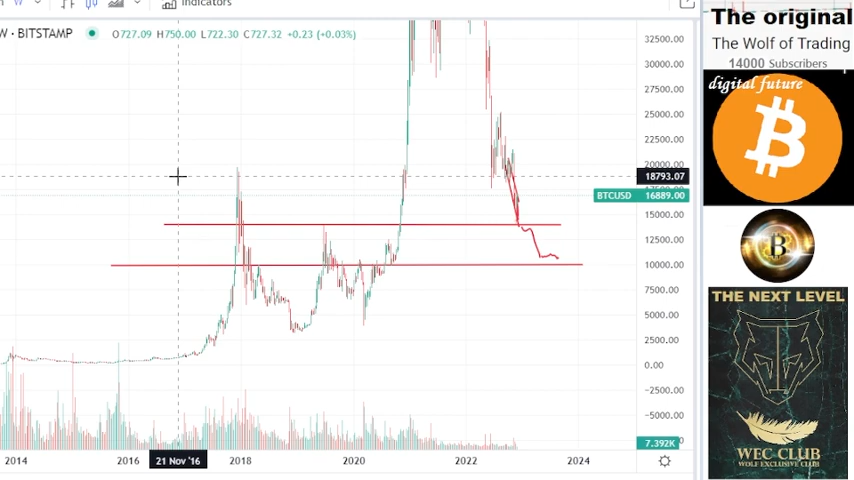 Indicators
W · BITSTAMP O727.09 H750.00 L722.30 C727.32 +0.23 (+0.03%)
32500.00
30000.00
27500.00
25000.00
22500.00
20000.00
18793.07
BTCUSD 16889.00
15000.00
12500.00
10000.00
7500.00
5000.00
2500.00
0.00
−2500.00
−5000.00
7.392K
2014
2016
21 Nov '16
2018
2020
2022
2024
The original
The Wolf of Trading
14000 Subscribers
digital future
THE NEXT LEVEL
WEC CLUB
WOLF EXCLUSIVE CLUB